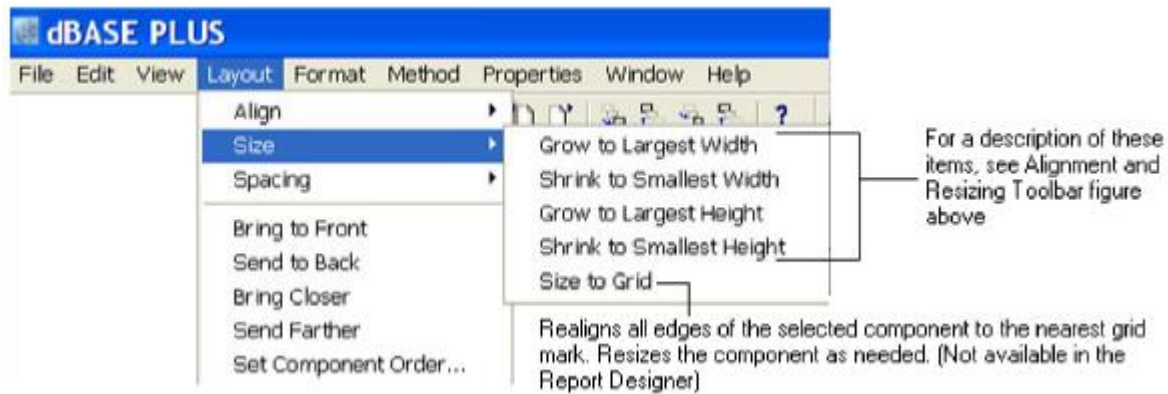 dBASE PLUS
File Edit View Layout Format Method Properties Window Help
Align
Size
Spacing
Bring to Front
Send to Back
Bring Closer
Send Farther
Set Component Order...
?
Grow to Largest Width
Shrink to Smallest Width
Grow to Largest Height
Shrink to Smallest Height
Size to Grid
For a description of these
items, see Alignment and
Resizing Toolbar figure
above
Realigns all edges of the selected component to the nearest grid
mark. Resizes the component as needed. (Not available in the
Report Designer)